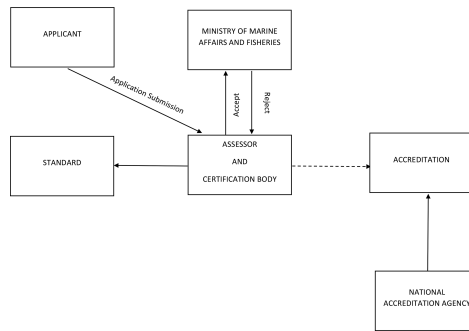 APPLICANT
MINISTRY OF MARINE
AFFAIRS AND FISHERIES
Application Submission
Accept
Reject
STANDARD
ASSESSOR
AND
CERTIFICATION BODY
ACCREDITATION
NATIONAL
ACCREDITATION AGENCY